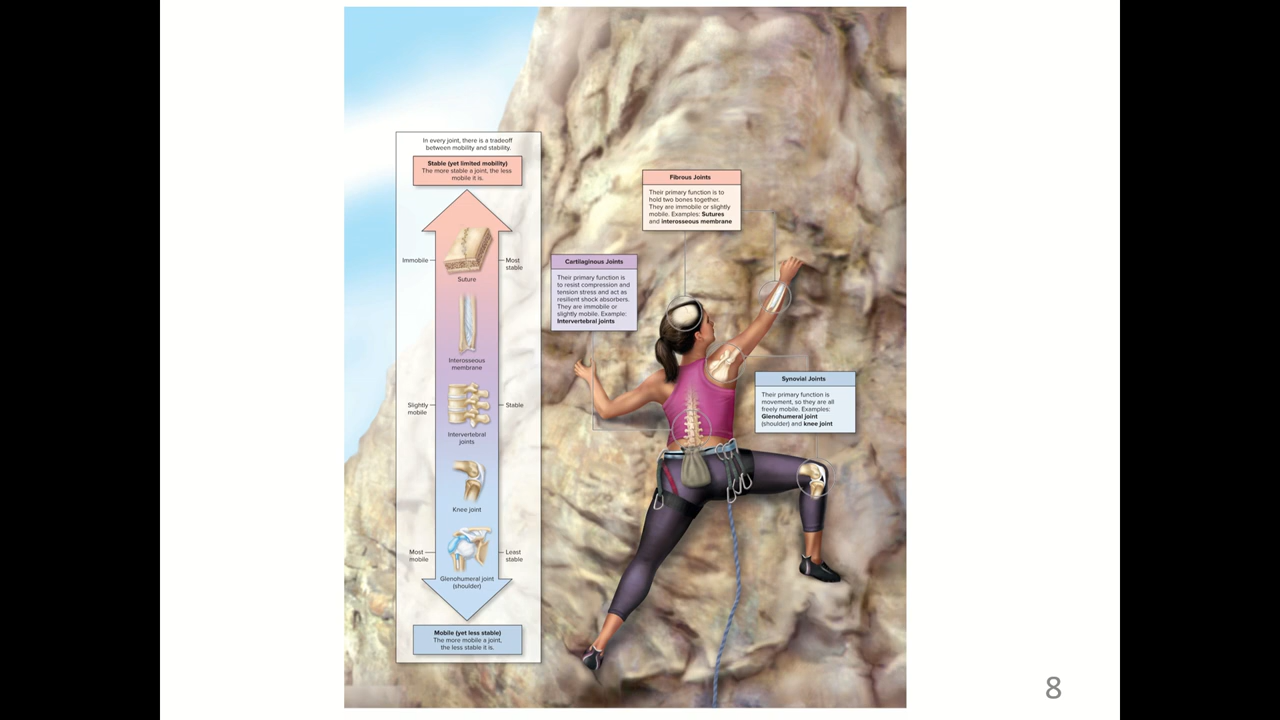 In every joint, there is a tradeoff
between mobility and stability.
Stable (yet limited mobility)
The more stable a joint, the less
mobile it is.
Immobile
Most
stable
Suture
Interosseous
membrane
Slightly
mobile
Stable
Intervertebral
joints
Knee joint
Most
mobile
Least
stable
Glenohumeral joint
(shoulder)
Mobile (yet less stable)
The more mobile a joint,
the less stable it is.
Fibrous Joints
Their primary function is to
hold two bones together.
They are immobile or slightly
mobile. Examples: Sutures
and interosseous membrane
Cartilaginous Joints
Their primary function is
to resist compression and
tension stress and act as
resilient shock absorbers.
They are immobile or
slightly mobile. Example:
Intervertebral joints
Synovial Joints
Their primary function is
movement, so they are all
freely mobile. Examples:
Glenohumeral joint
(shoulder) and knee joint
8